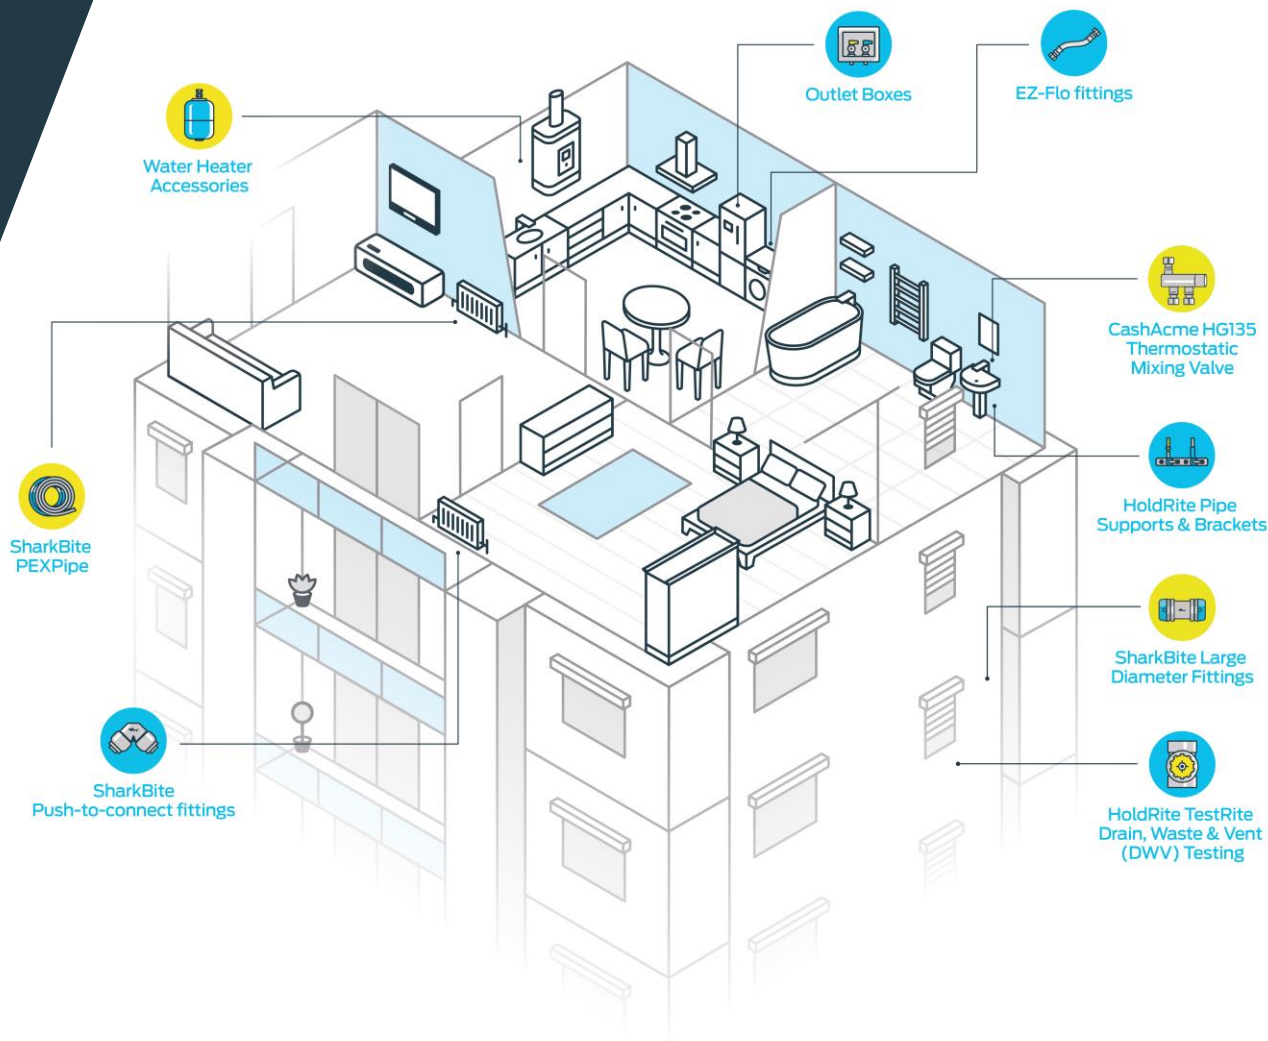 Outlet Boxes
EZ-Flo fittings
Water Heater
Accessories
CashAcme HG135
Thermostatic
Mixing Valve
HoldRite Pipe
Supports & Brackets
SharkBite
PEXPipe
SharkBite Large
Diameter Fittings
SharkBite
Push-to-connect fittings
HoldRite TestRite
Drain, Waste & Vent
(DWV) Testing